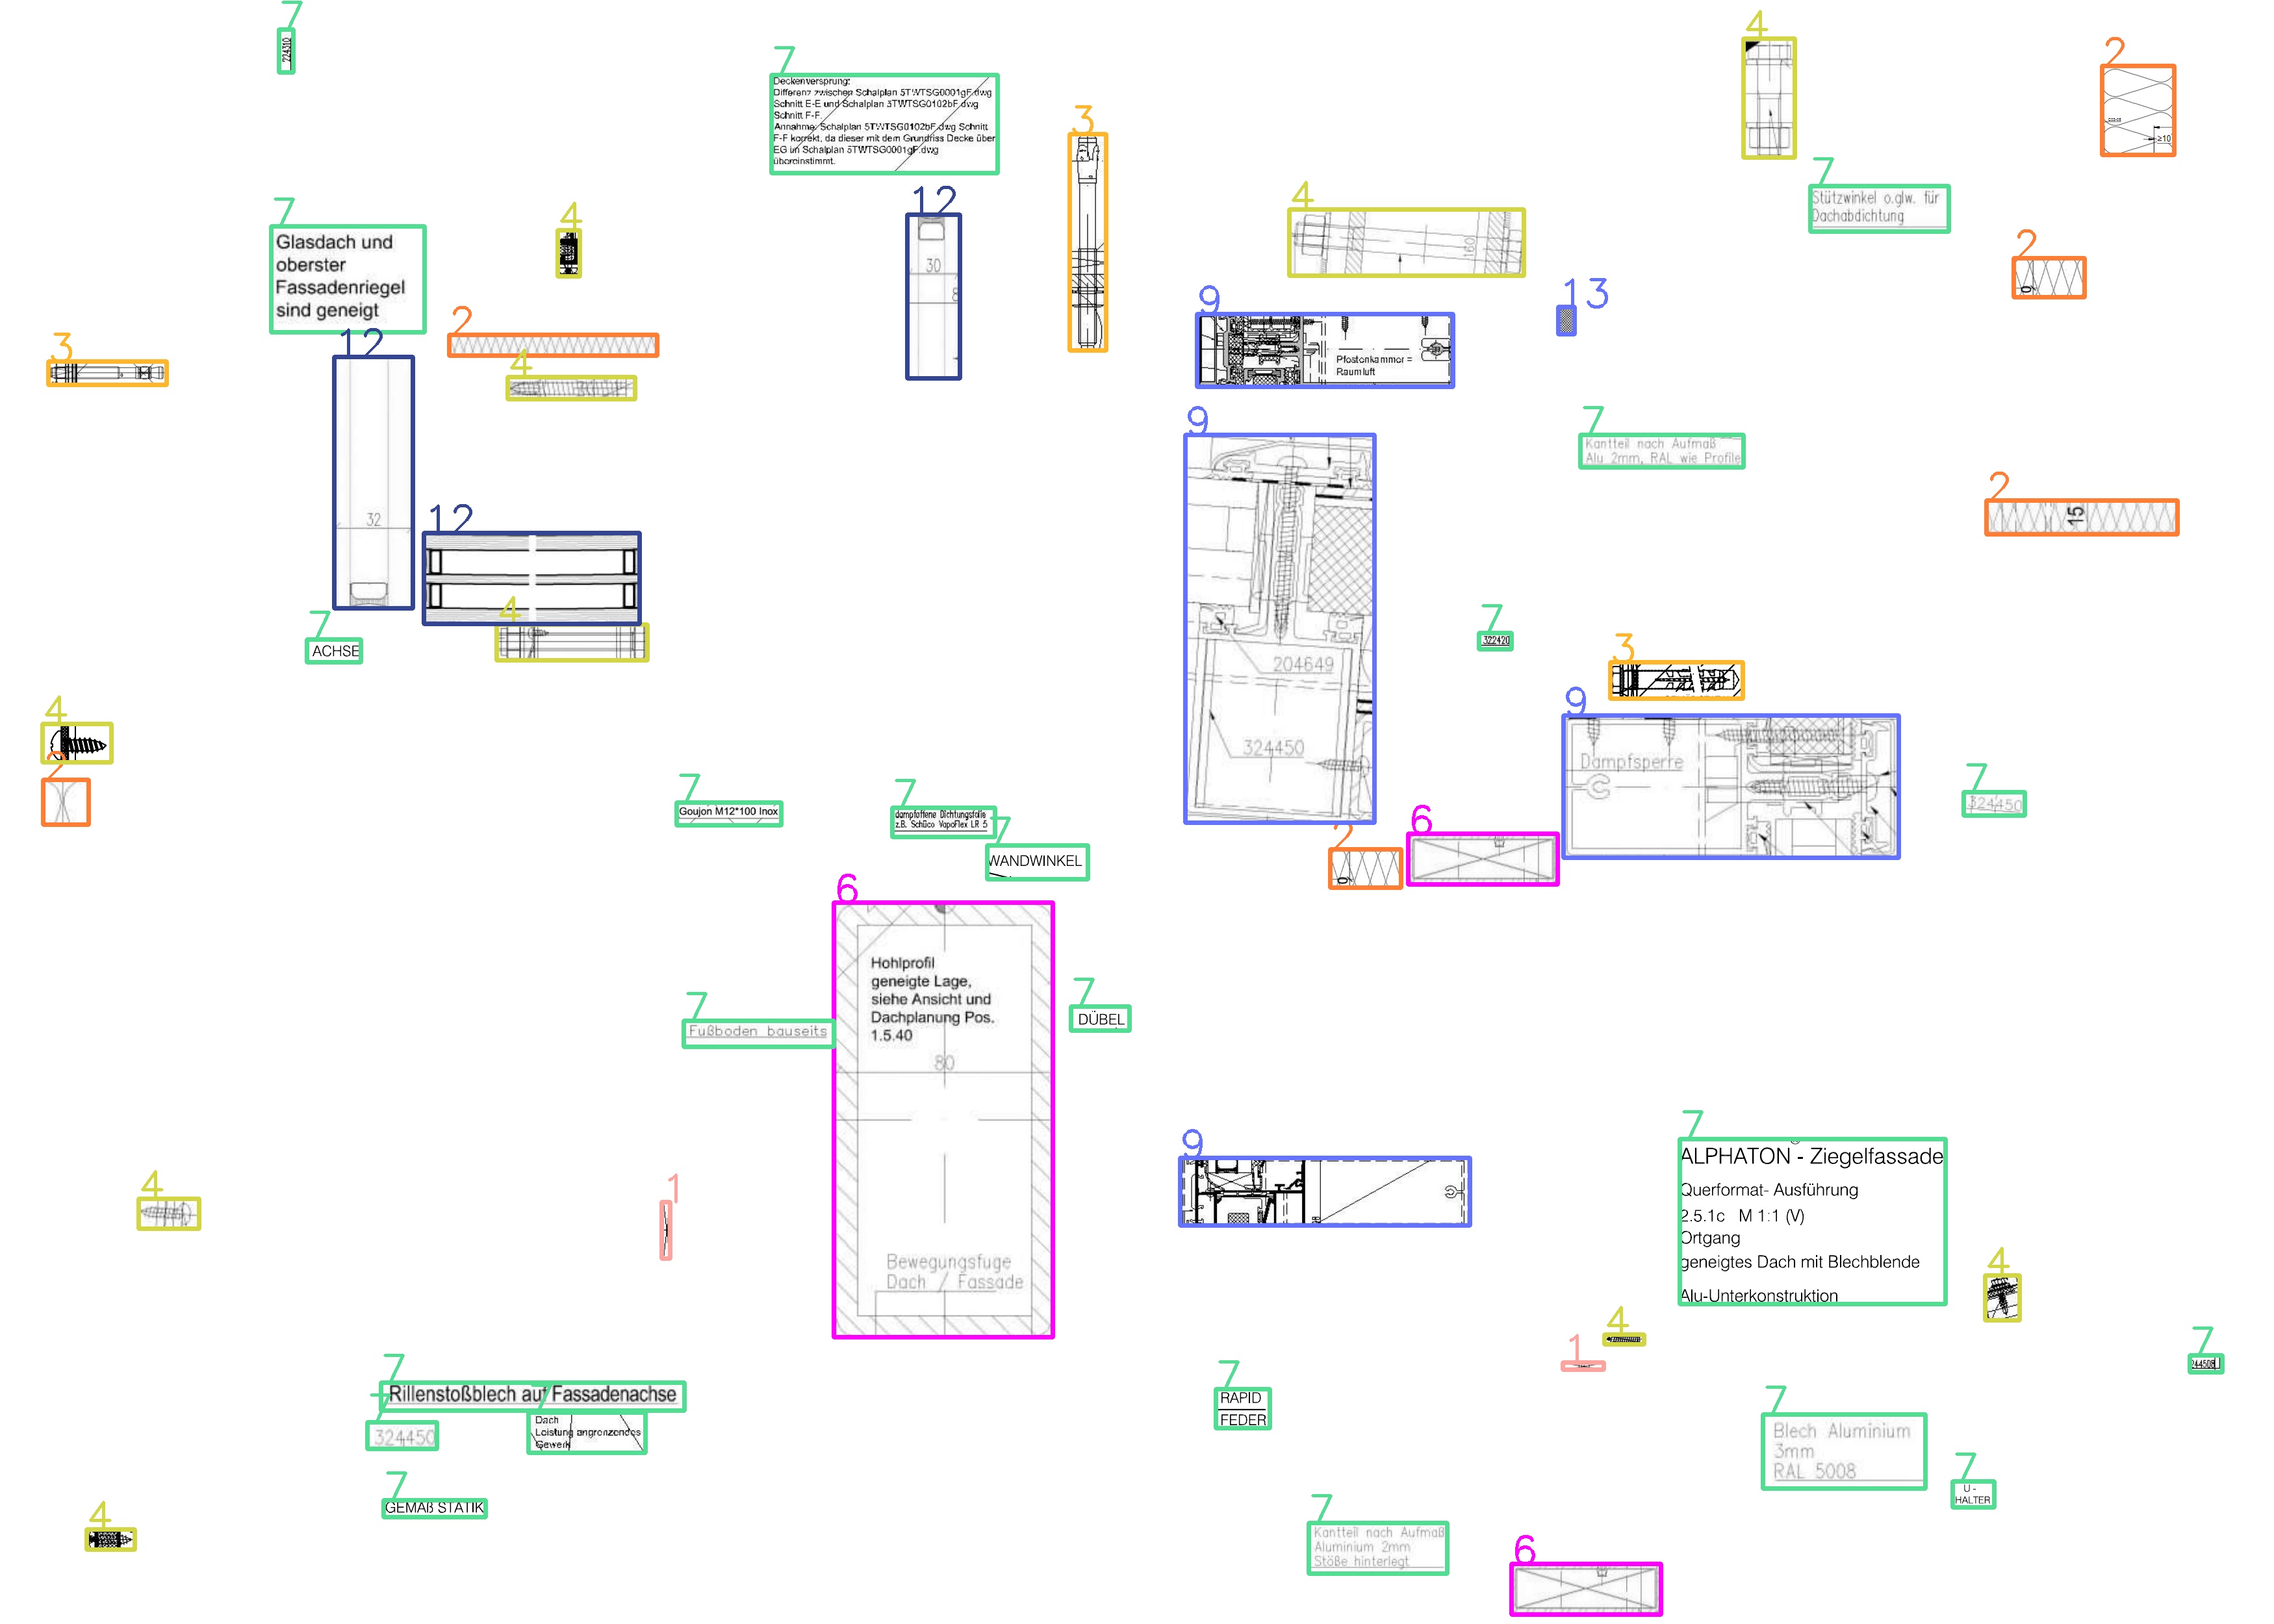 7
224310
7
Deckenversprung:
Differenz zwischen Schalplan 5TWTSG0001gF.dwg
Schnitt E-E und Schalplan 5TWTSG0102bF.dwg
Schnitt F-F.
Annahme: Schalplan 5TWTSG0102bF.dwg Schnitt
F-F korrekt, da dieser mit dem Grundriss Decke über
EG im Schalplan 5TWTSG0001gF.dwg
übereinstimmt.
3
4
2
≥10
7
Stützwinkel o.glw. für
Dachabdichtung
7
Glasdach und
oberster
Fassadenriegel
sind geneigt
4
12
30
4
160
2
9
13
9
Pfostenkammer =
Raumluft
3
12
32
2
4
12
4
7
ACHSE
9
204649
324450
7
Kantteil nach Aufmaß
Alu 2mm, RAL wie Profile
2
15
7
322420
3
9
Dampfsperre
7
324450
4
2
7
Goujon M12*100 Inox
7
dampfoffene Dichtungsfolie
z.B. Schüco VapoFlex LR 5
7
WANDWINKEL
2
9
6
6
Hohlprofil
geneigte Lage,
siehe Ansicht und
Dachplanung Pos.
1.5.40
80
Bewegungsfuge
Dach / Fassade
7
Fußboden bauseits
7
DÜBEL
4
1
9
7
ALPHATON - Ziegelfassade
Querformat- Ausführung
2.5.1c M 1:1 (V)
Ortgang
geneigtes Dach mit Blechblende
Alu-Unterkonstruktion
4
4
1
7
244508
7
Rillenstoßblech auf Fassadenachse
7
324450
7
Dach
Leistung angrenzendes
Gewerk
7
GEMÄß STATIK
4
7
RAPID
FEDER
7
Blech Aluminium
3mm
RAL 5008
7
U -
HALTER
7
Kantteil nach Aufmaß
Aluminium 2mm
Stöße hinterlegt
6